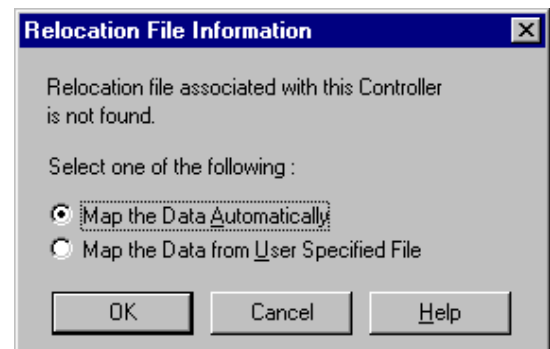 Relocation File Information
Relocation file associated with this Controller
is not found.
Select one of the following :
Map the Data Automatically
Map the Data from User Specified File
OK Cancel Help